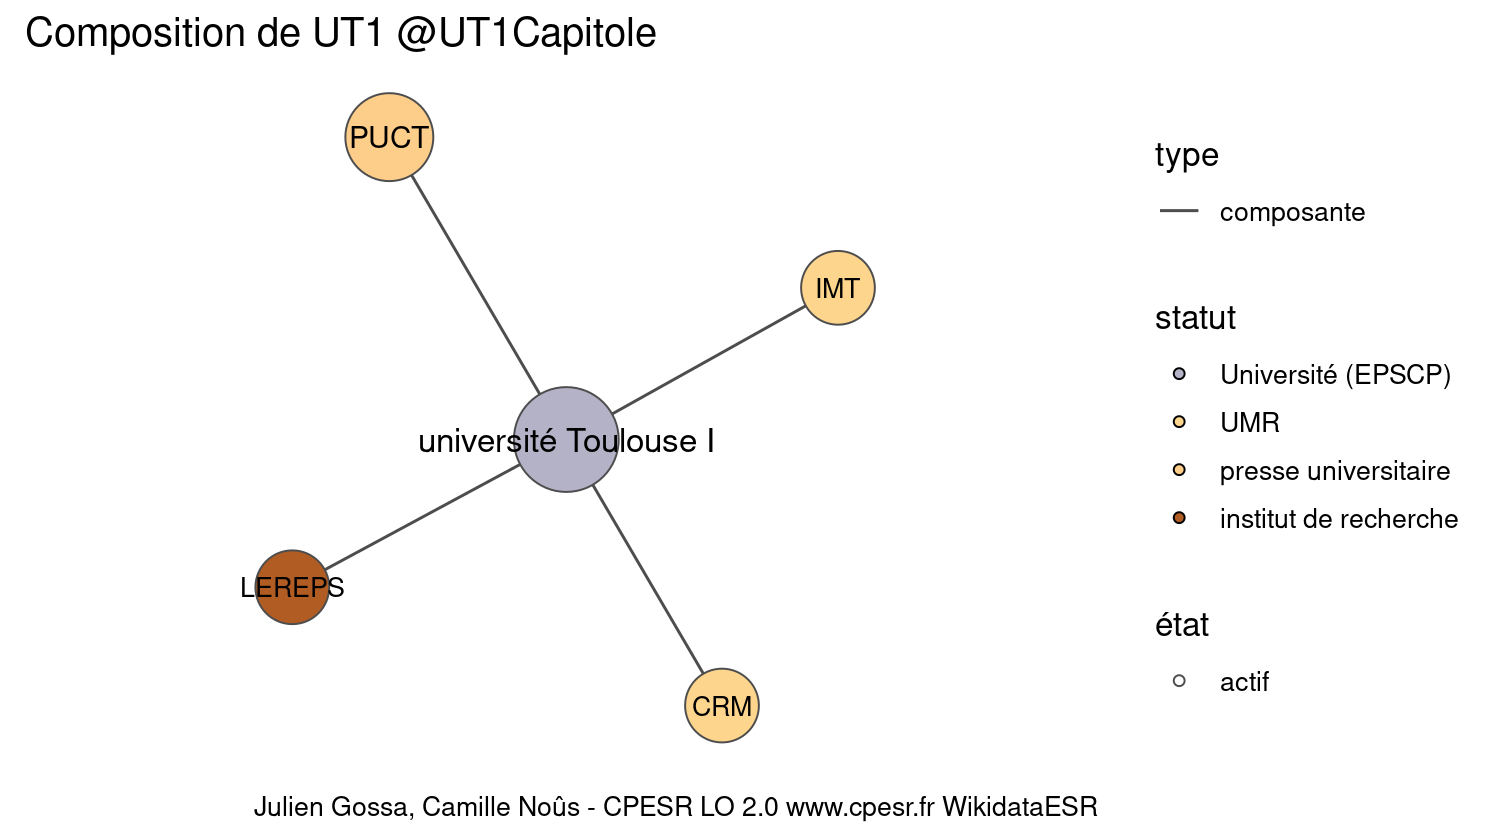 Composition de UT1 @UT1Capitole
PUCT
IMT
université Toulouse I
LEREPS
CRM
type
composante
statut
Université (EPSCP)
UMR
presse universitaire
institut de recherche
état
actif
Julien Gossa, Camille Noûs - CPESR LO 2.0 www.cpesr.fr WikidataESR